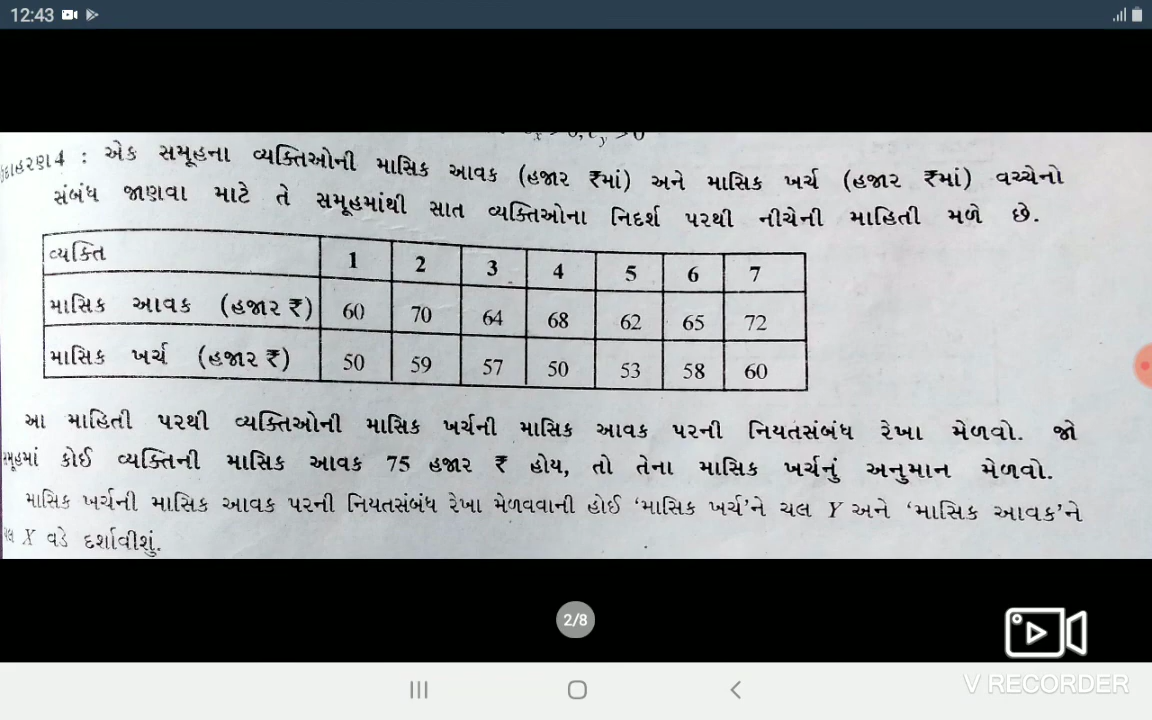 12:43
ઉદાહરણ 4 : એક સમૂહના વ્યક્તિઓની માસિક આવક (હજાર ₹માં) અને માસિક ખર્ચ (હજાર ₹માં) વચ્ચેનો
સંબંધ જાણવા માટે તે સમૂહમાંથી સાત વ્યક્તિઓના નિદર્શ પરથી નીચેની માહિતી મળે છે.
વ્યક્તિ 1 2 3 4 5 6 7
માસિક આવક (હજાર ₹) 60 70 64 68 62 65 72
માસિક ખર્ચ (હજાર ₹) 50 59 57 50 53 58 60
આ માહિતી પરથી વ્યક્તિઓની માસિક ખર્ચની માસિક આવક પરની નિયતસંબંધ રેખા મેળવો. જો
સમૂહમાં કોઈ વ્યક્તિની માસિક આવક 75 હજાર ₹ હોય, તો તેના માસિક ખર્ચનું અનુમાન મેળવો.
માસિક ખર્ચની માસિક આવક પરની નિયતસંબંધ રેખા મેળવવાની હોઈ ‘માસિક ખર્ચ’ને ચલ Y અને ‘માસિક આવક’ને
ચલ X વડે દર્શાવીશું.
2/8
V RECORDER